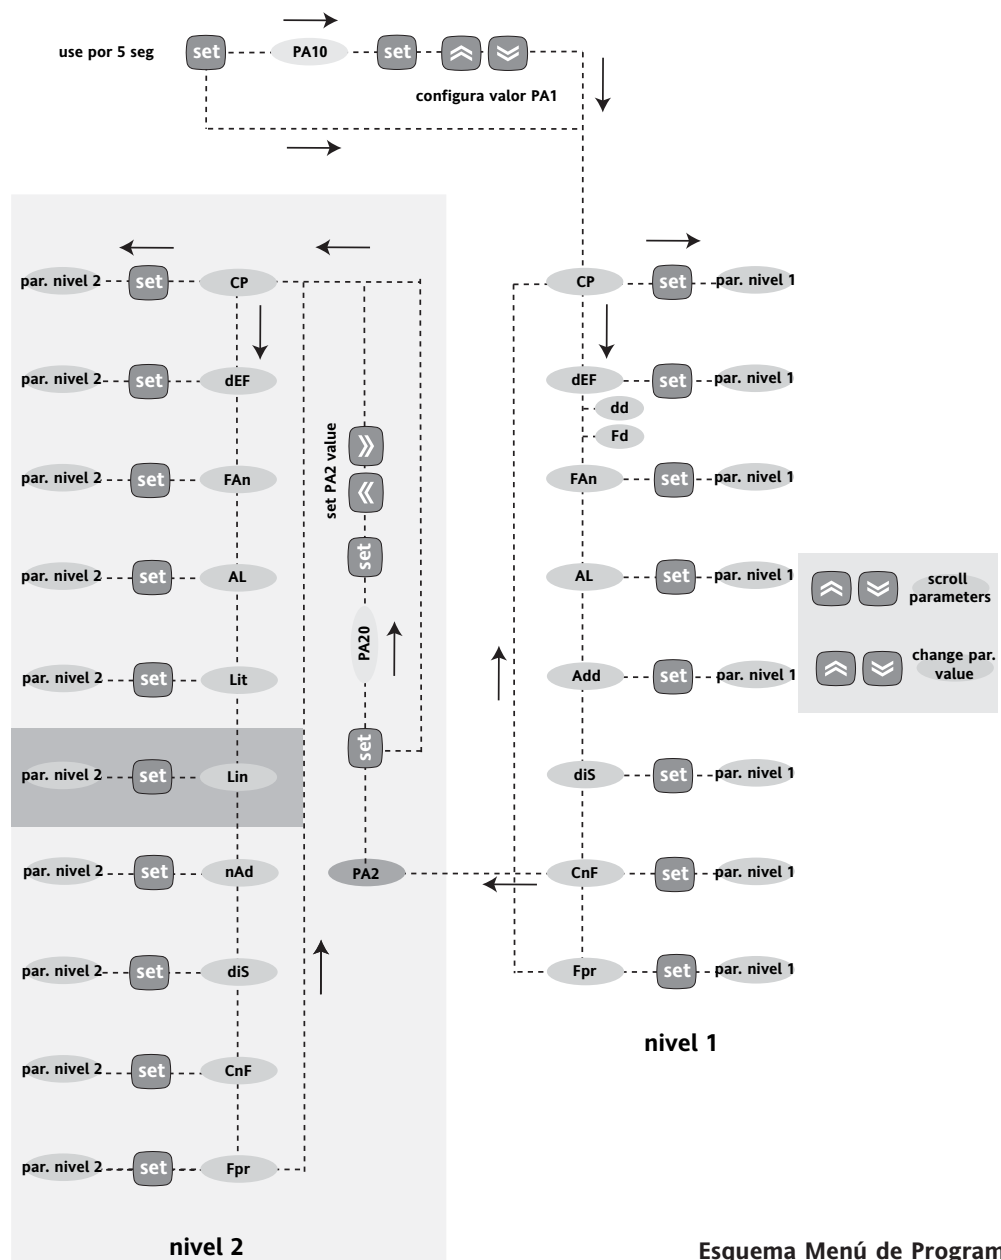 use por 5 seg
set
PA10
set
configura valor PA1
par. nivel 2 set CP
par. nivel 2 set dEF
par. nivel 2 set FAn
par. nivel 2 set AL
par. nivel 2 set Lit
par. nivel 2 set Lin
par. nivel 2 set nAd
par. nivel 2 set diS
par. nivel 2 set CnF
par. nivel 2 set Fpr
nivel 2
set PA2 value
set
PA20
set
PA2
CP set par. nivel 1
dEF set par. nivel 1
dd
Fd
FAn set par. nivel 1
AL set par. nivel 1
Add set par. nivel 1
diS set par. nivel 1
CnF set par. nivel 1
Fpr set par. nivel 1
nivel 1
scroll
parameters
change par.
value
Esquema Menú de Program